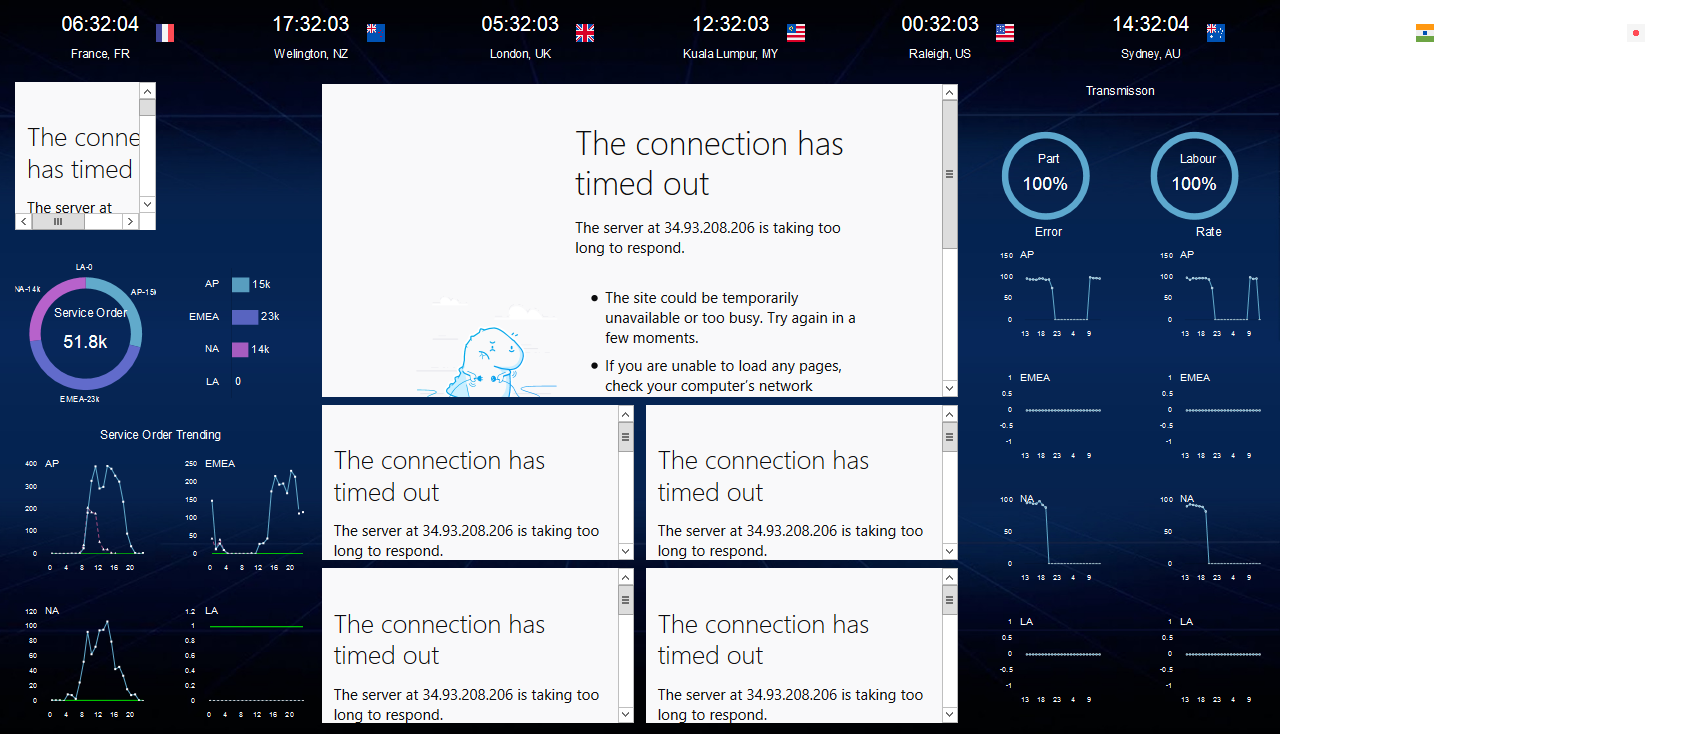 06:32:04
France, FR
17:32:03
Welington, NZ
05:32:03
London, UK
12:32:03
Kuala Lumpur, MY
00:32:03
Raleigh, US
14:32:04
Sydney, AU
The conne
has timed
The server at
LA-0
NA-14k
AP-15k
Service Order
51.8k
EMEA-23k
AP
15k
EMEA
23k
NA
14k
LA
0
Service Order Trending
AP
400
300
200
100
0
0 4 8 12 16 20
EMEA
250
200
150
100
50
0
0 4 8 12 16 20
NA
120
100
80
60
40
20
0
0 4 8 12 16 20
LA
1.2
1
0.8
0.6
0.4
0.2
0
0 4 8 12 16 20
The connection has
timed out
The server at 34.93.208.206 is taking too
long to respond.
The site could be temporarily
unavailable or too busy. Try again in a
few moments.
If you are unable to load any pages,
check your computer's network
The connection has
timed out
The server at 34.93.208.206 is taking too
long to respond.
The connection has
timed out
The server at 34.93.208.206 is taking too
long to respond.
The connection has
timed out
The server at 34.93.208.206 is taking too
long to respond.
The connection has
timed out
The server at 34.93.208.206 is taking too
long to respond.
Transmisson
Part
100%
Labour
100%
Error
Rate
AP
150
100
50
0
13 18 23 4 9
AP
150
100
50
0
13 18 23 4 9
EMEA
1
0.5
0
-0.5
-1
13 18 23 4 9
EMEA
1
0.5
0
-0.5
-1
13 18 23 4 9
NA
100
50
0
13 18 23 4 9
NA
100
50
0
13 18 23 4 9
LA
1
0.5
0
-0.5
-1
13 18 23 4 9
LA
1
0.5
0
-0.5
-1
13 18 23 4 9